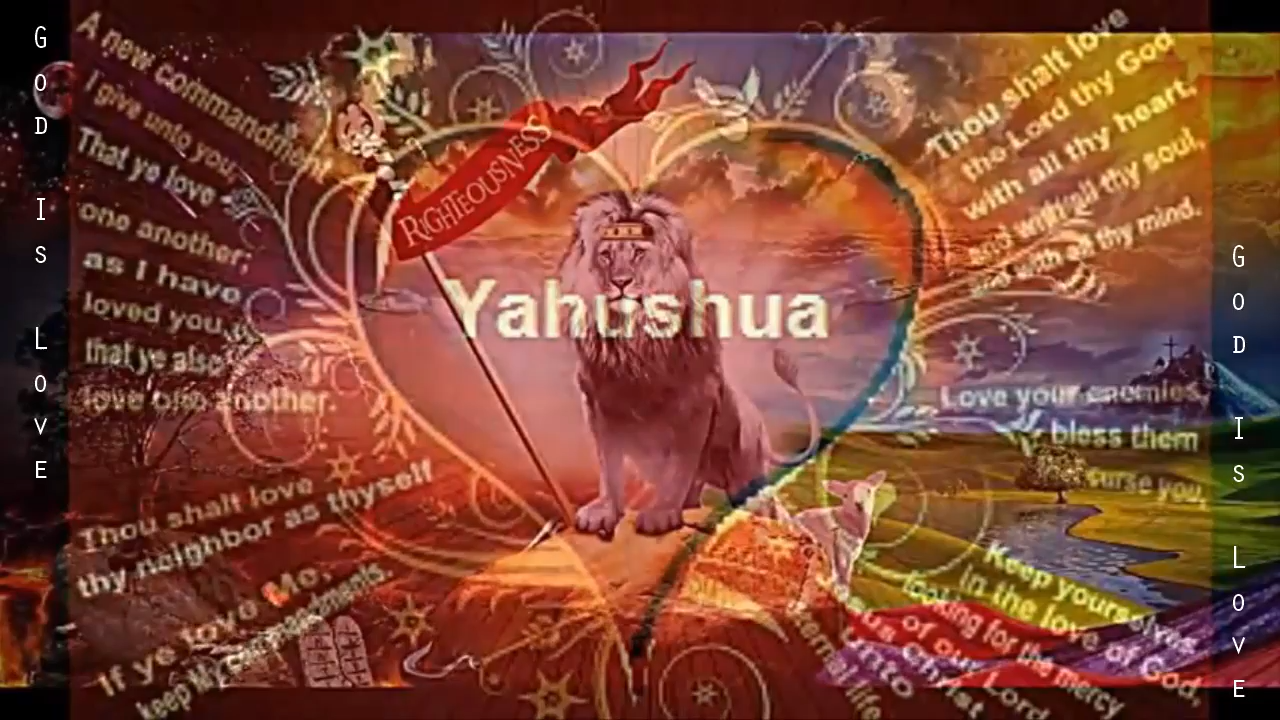 GOD IS LOVE
A new commandment
I give unto you,
That ye love
one another;
as I have
loved you,
that ye also
love one another.
Thou shalt love
thy neighbor as thyself
If ye love Me,
keep My commandments.
RIGHTEOUSNESS
Yahushua
Thou shalt love
the Lord thy God
with all thy heart,
and with all thy soul,
and with all thy mind.
Love your enemies,
bless them
curse you,
Keep yourselves
in the love of God,
looking for the mercy
of our Lord
Jesus Christ
unto
eternal life
GOD IS LOVE